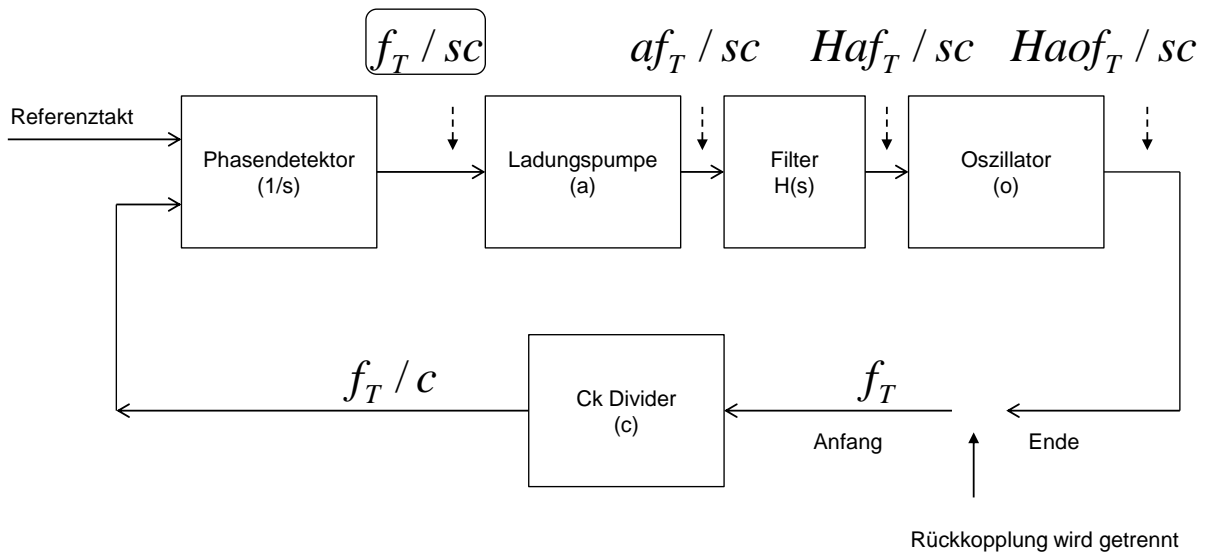 f_T / sc
af_T / sc
Haf_T / sc
Haof_T / sc
Referenztakt
Phasendetektor
(1/s)
Ladungspumpe
(a)
Filter
H(s)
Oszillator
(o)
f_T / c
Ck Divider
(c)
f_T
Anfang
Ende
Rückkopplung wird getrennt